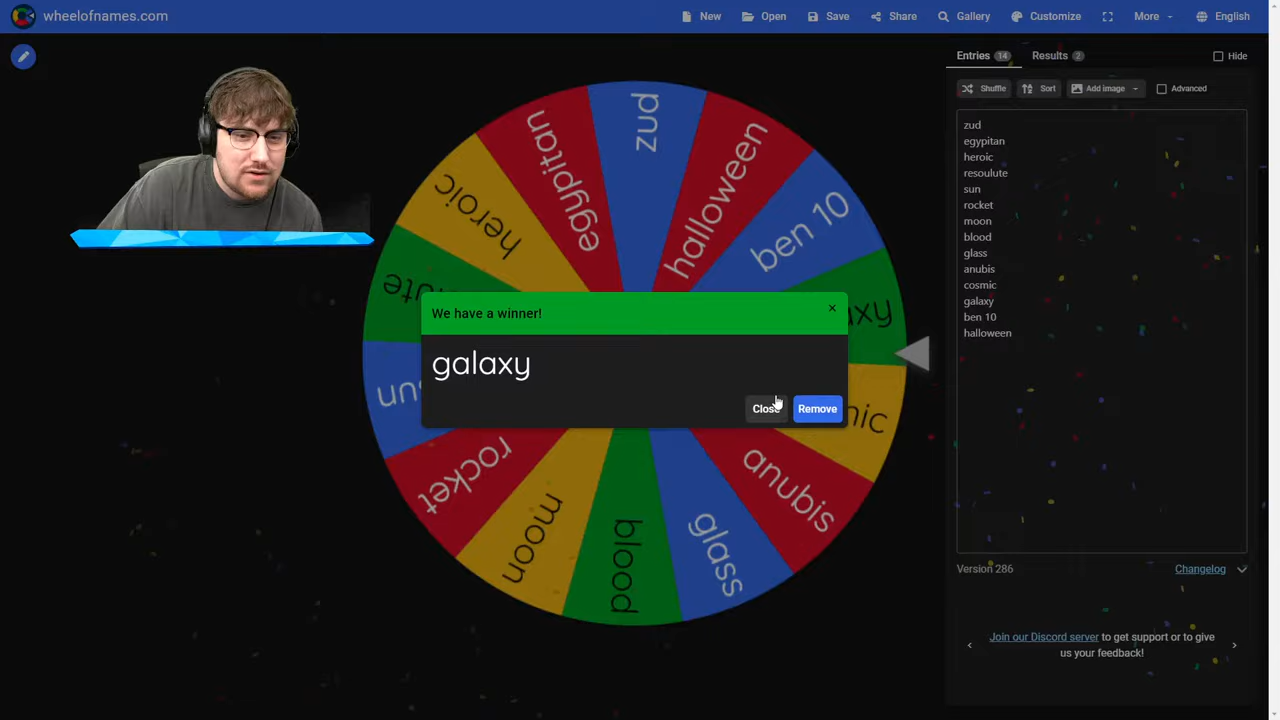 wheelofnames.com
New
Open
Save
Share
Gallery
Customize
More
English
Entries 14
Results 2
Hide
Shuffle
Sort
Add image
Advanced
zud
egypitan
heroic
resoulute
sun
rocket
moon
blood
glass
anubis
cosmic
galaxy
ben 10
halloween
zud
halloween
ben 10
egypitan
heroic
We have a winner!
galaxy
Close
Remove
rocket
moon
blood
glass
anubis
Version 286
Changelog
Join our Discord server to get support or to give
us your feedback!